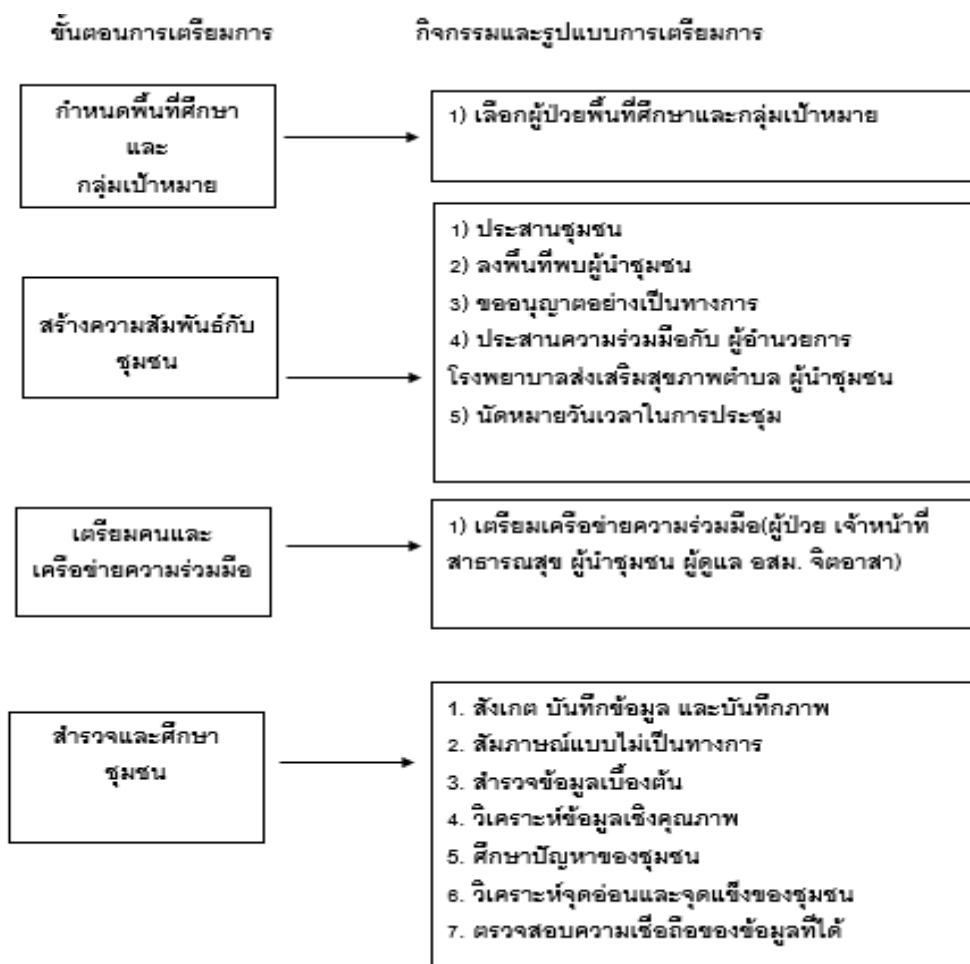 ขั้นตอนการเตรียมการ
กิจกรรมและรูปแบบการเตรียมการ
กำหนดพื้นที่ศึกษา
และ
กลุ่มเป้าหมาย
1) เลือกผู้ป่วยพื้นที่ศึกษาและกลุ่มเป้าหมาย
สร้างความสัมพันธ์กับ
ชุมชน
1) ประสานชุมชน
2) ลงพื้นที่พบผู้นำชุมชน
3) ขออนุญาตอย่างเป็นทางการ
4) ประสานความร่วมมือกับ ผู้อำนวยการ
โรงพยาบาลส่งเสริมสุขภาพตำบล ผู้นำชุมชน
5) นัดหมายวันเวลาในการประชุม
เตรียมคนและ
เครือข่ายความร่วมมือ
1) เตรียมเครือข่ายความร่วมมือ(ผู้ป่วย เจ้าหน้าที่
สาธารณสุข ผู้นำชุมชน ผู้ดูแล อสม. จิตอาสา)
สำรวจและศึกษา
ชุมชน
1. สังเกต บันทึกข้อมูล และบันทึกภาพ
2. สัมภาษณ์แบบไม่เป็นทางการ
3. สำรวจข้อมูลเบื้องต้น
4. วิเคราะห์ข้อมูลเชิงคุณภาพ
5. ศึกษาปัญหาของชุมชน
6. วิเคราะห์จุดอ่อนและจุดแข็งของชุมชน
7. ตรวจสอบความเชื่อถือของข้อมูลที่ได้